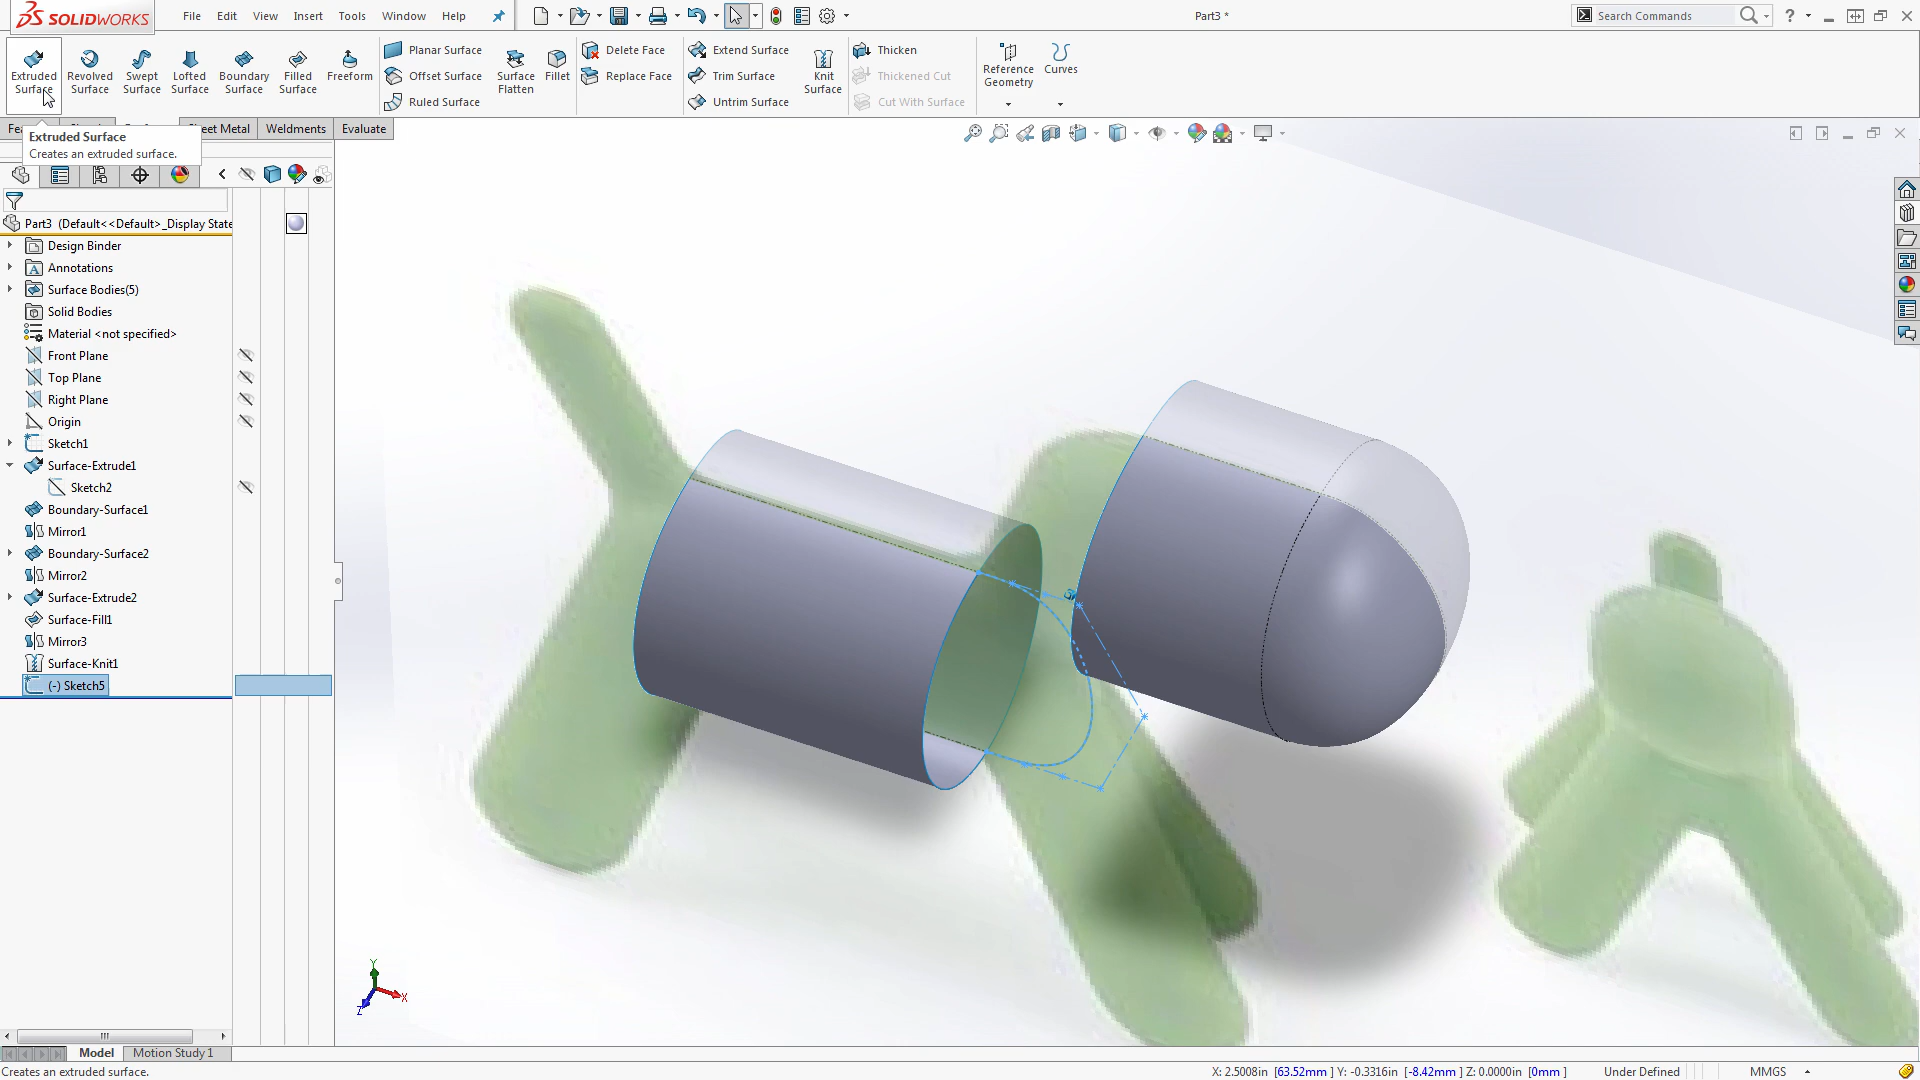 SOLIDWORKS
File Edit View Insert Tools Window Help
Part3 *
Search Commands
Extruded Surface
Revolved Surface
Swept Surface
Lofted Surface
Boundary Surface
Filled Surface
Freeform
Planar Surface
Offset Surface
Ruled Surface
Surface Flatten
Fillet
Delete Face
Replace Face
Extend Surface
Trim Surface
Untrim Surface
Knit Surface
Thicken
Thickened Cut
Cut With Surface
Reference Geometry
Curves
Sheet Metal Weldments Evaluate
Extruded Surface
Creates an extruded surface.
Part3 (Default<<Default>_Display State
Design Binder
Annotations
Surface Bodies(5)
Solid Bodies
Material <not specified>
Front Plane
Top Plane
Right Plane
Origin
Sketch1
Surface-Extrude1
Sketch2
Boundary-Surface1
Mirror1
Boundary-Surface2
Mirror2
Surface-Extrude2
Surface-Fill1
Mirror3
Surface-Knit1
(-) Sketch5
Y
X
Z
Model Motion Study 1
Creates an extruded surface.
X: 2.5008in [63.52mm ] Y: -0.3316in [-8.42mm ] Z: 0.0000in [0mm ] Under Defined MMGS